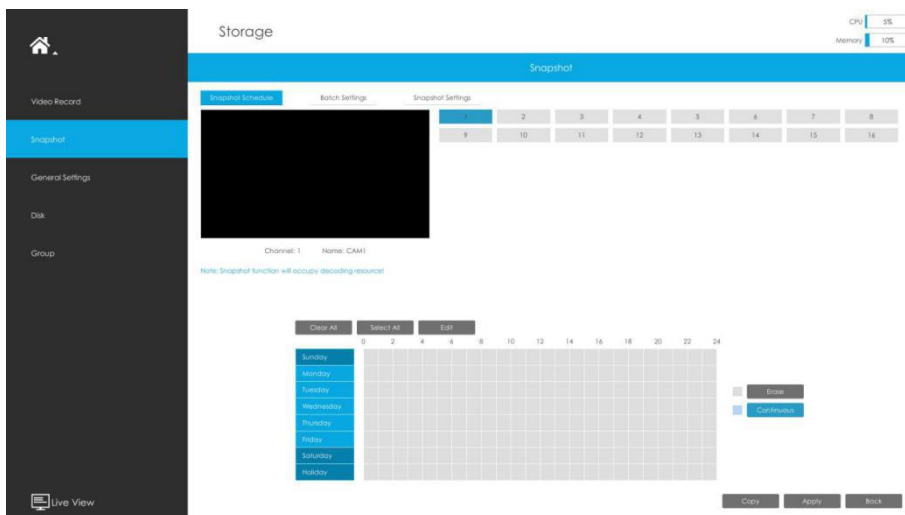 Storage
CPU 5%
Memory 10%
Snapshot
Video Record
Snapshot
General Settings
Disk
Group
Live View
Snapshot Schedule Batch Settings Snapshot Settings
1 2 3 4 5 6 7 8
9 10 11 12 13 14 15 16
Channel: 1 Name: CAM1
Note: Snapshot function will occupy decoding resource!
Clear All Select All Edit
0 2 4 6 8 10 12 14 16 18 20 22 24
Sunday
Monday
Tuesday
Wednesday
Thursday
Friday
Saturday
Holiday
Erase
Continuous
Copy Apply Back